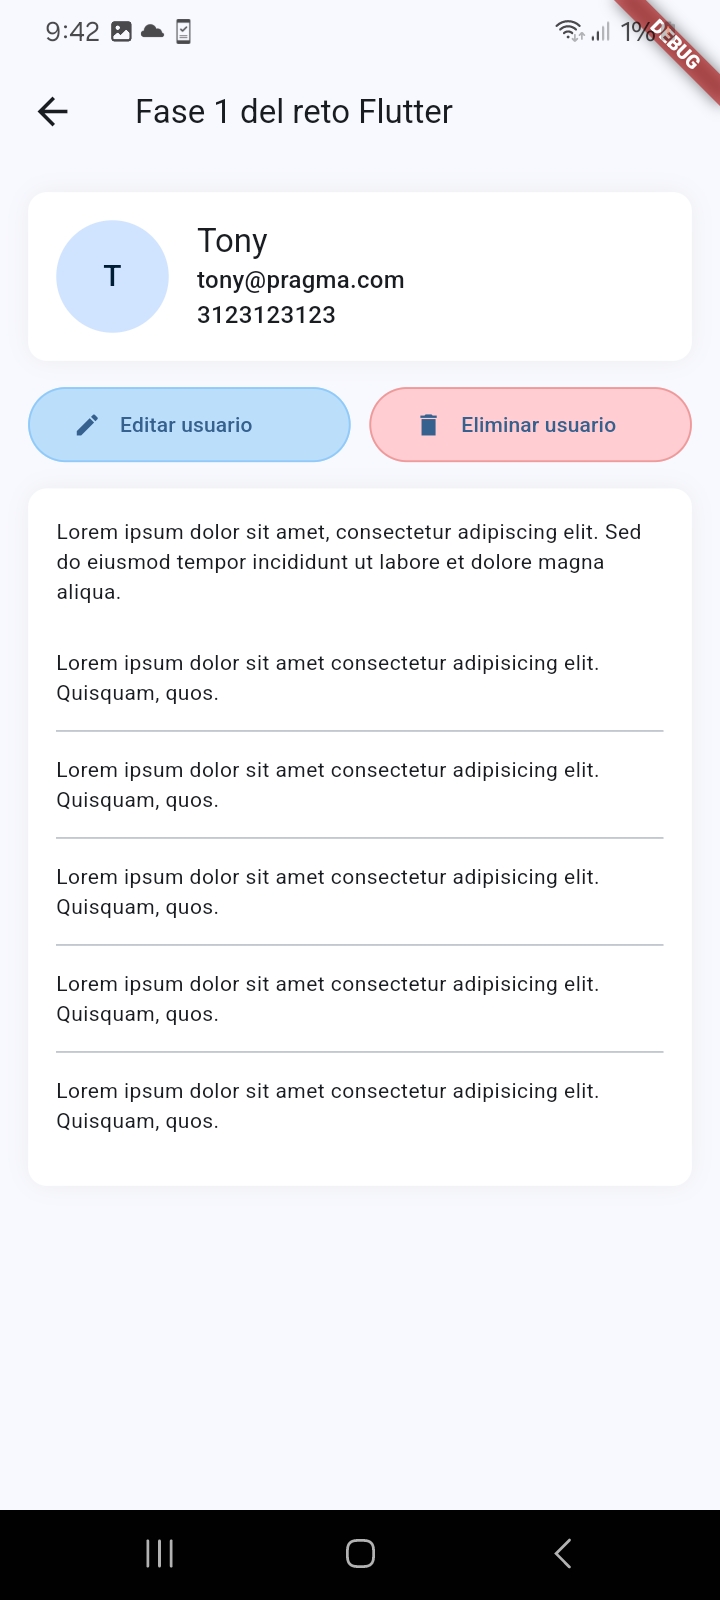 9:42
1%
DEBUG
Fase 1 del reto Flutter
T
Tony
tony@pragma.com
3123123123
Editar usuario
Eliminar usuario
Lorem ipsum dolor sit amet, consectetur adipiscing elit. Sed
do eiusmod tempor incididunt ut labore et dolore magna
aliqua.
Lorem ipsum dolor sit amet consectetur adipisicing elit.
Quisquam, quos.
Lorem ipsum dolor sit amet consectetur adipisicing elit.
Quisquam, quos.
Lorem ipsum dolor sit amet consectetur adipisicing elit.
Quisquam, quos.
Lorem ipsum dolor sit amet consectetur adipisicing elit.
Quisquam, quos.
Lorem ipsum dolor sit amet consectetur adipisicing elit.
Quisquam, quos.